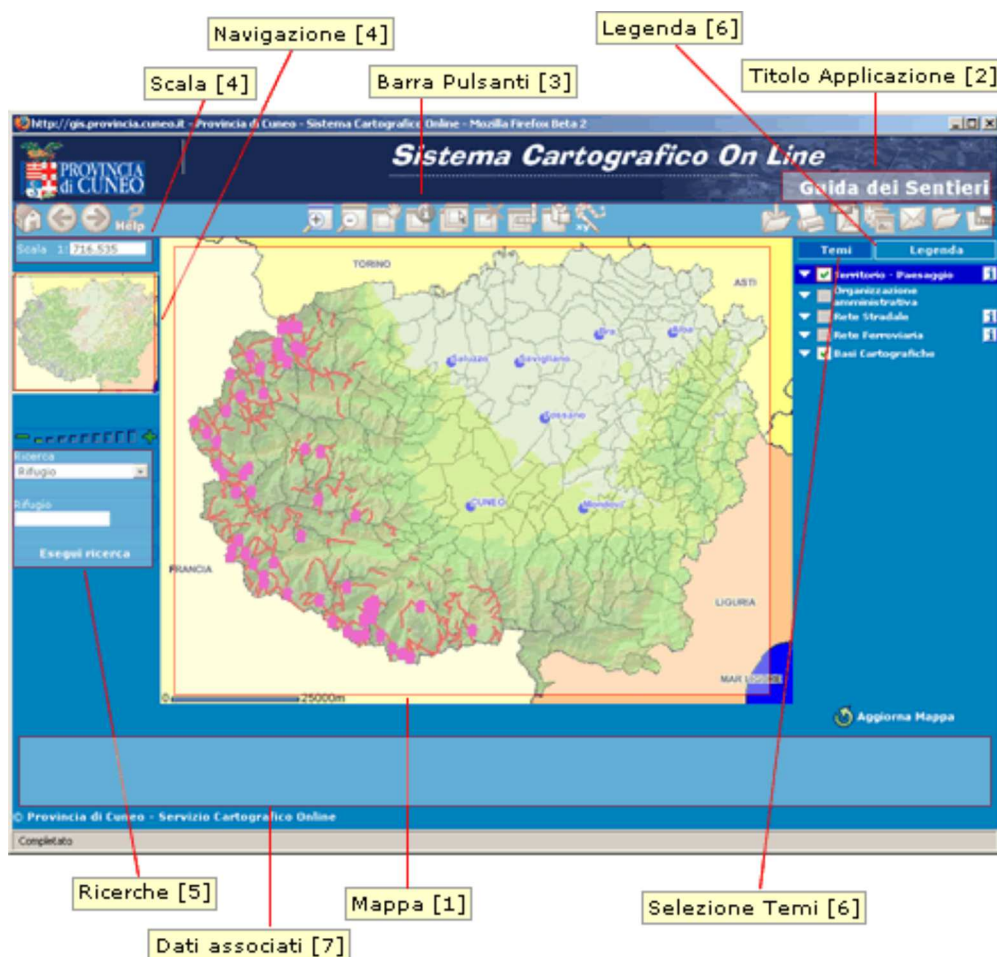 Navigazione [4]
Legenda [6]
Scala [4]
Barra Pulsanti [3]
Titolo Applicazione [2]
http://gis.provincia.cuneo.it - Provincia di Cuneo - Sistema Cartografico Online - Mozilla Firefox Beta 2
PROVINCIA
di CUNEO
Sistema Cartografico On Line
Guida dei Sentieri
Help
xy
Scala 1: 716.535
Temi
Legenda
Territorio - Paesaggio
Organizzazione
amministrativa
Rete Stradale
Rete Ferroviaria
Basi Cartografiche
TORINO
ASTI
Bra
Alba
Saluzzo
Savigliano
Fossano
CUNEO
Mondovì
FRANCIA
LIGURIA
MAR LIGURE
0 25000m
Ricerca
Rifugio
Rifugio
Esegui ricerca
Aggiorna Mappa
© Provincia di Cuneo - Servizio Cartografico Online
Completato
Ricerche [5]
Mappa [1]
Selezione Temi [6]
Dati associati [7]